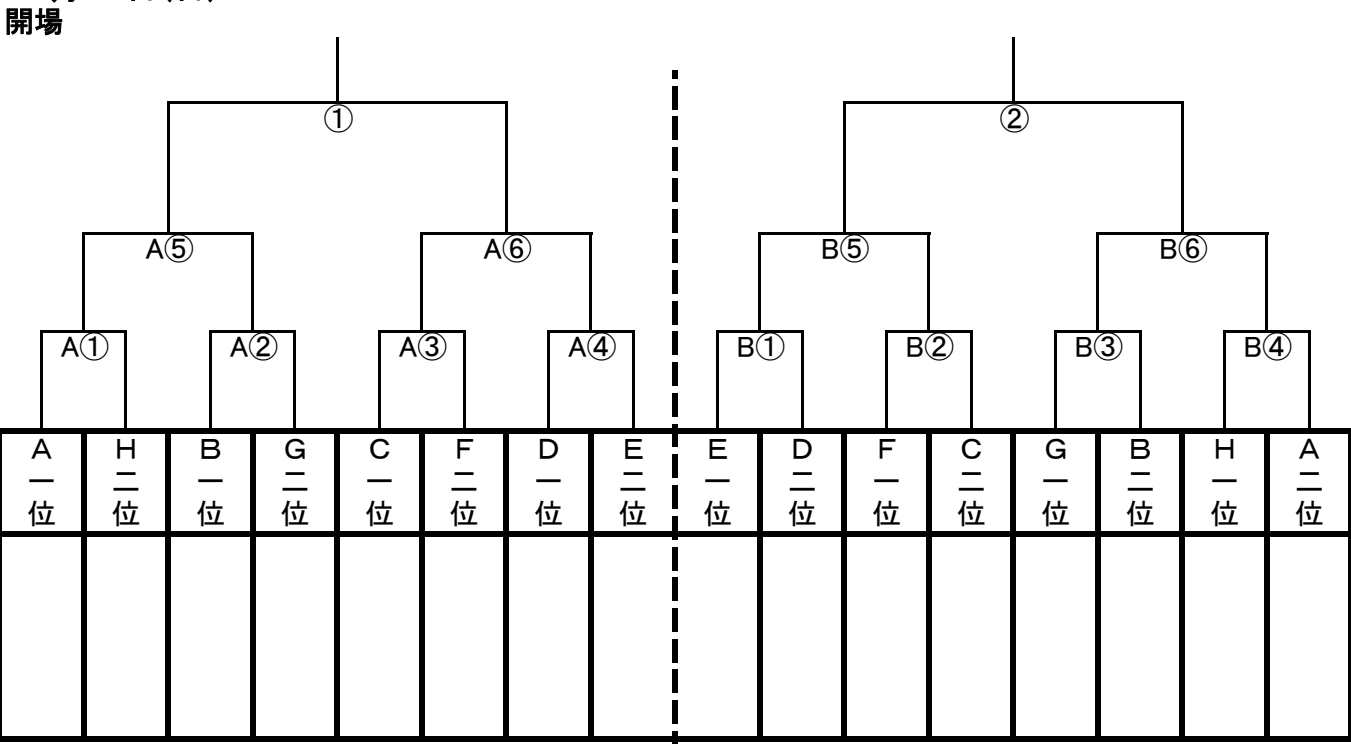 開場
① ②
A⑤ A⑥ B⑤ B⑥
A① A② A③ A④ B① B② B③ B④
A一位 H二位 B一位 G二位 C一位 F二位 D一位 E二位 E一位 D二位 F一位 C二位 G一位 B二位 H一位 A二位